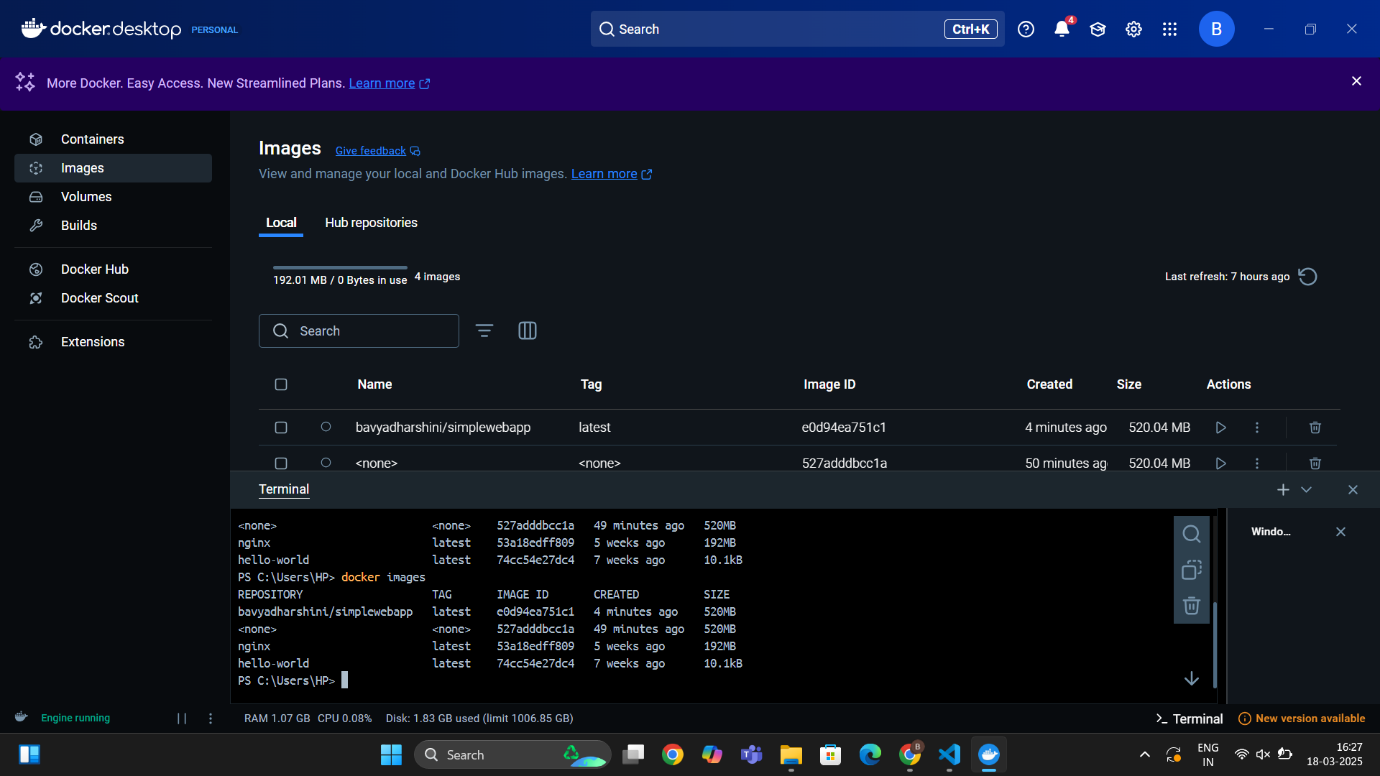 docker desktop PERSONAL
Search Ctrl+K
4
B
More Docker. Easy Access. New Streamlined Plans. Learn more
Containers
Images
Volumes
Builds
Docker Hub
Docker Scout
Extensions
Images Give feedback
View and manage your local and Docker Hub images. Learn more
Local Hub repositories
192.01 MB / 0 Bytes in use 4 images
Last refresh: 7 hours ago
Search
Name Tag Image ID Created Size Actions
bavyadharshini/simplewebapp latest e0d94ea751c1 4 minutes ago 520.04 MB
<none> <none> 527adddbcc1a 50 minutes ag 520.04 MB
Terminal
<none> <none> 527adddbcc1a 49 minutes ago 520MB
nginx latest 53a18edff809 5 weeks ago 192MB
hello-world latest 74cc54e27dc4 7 weeks ago 10.1kB
PS C:\Users\HP> docker images
REPOSITORY TAG IMAGE ID CREATED SIZE
bavyadharshini/simplewebapp latest e0d94ea751c1 4 minutes ago 520MB
<none> <none> 527adddbcc1a 49 minutes ago 520MB
nginx latest 53a18edff809 5 weeks ago 192MB
hello-world latest 74cc54e27dc4 7 weeks ago 10.1kB
PS C:\Users\HP>
Windo...
Engine running
RAM 1.07 GB CPU 0.08% Disk: 1.83 GB used (limit 1006.85 GB)
>_ Terminal
New version available
Search
B
ENG
IN
16:27
18-03-2025